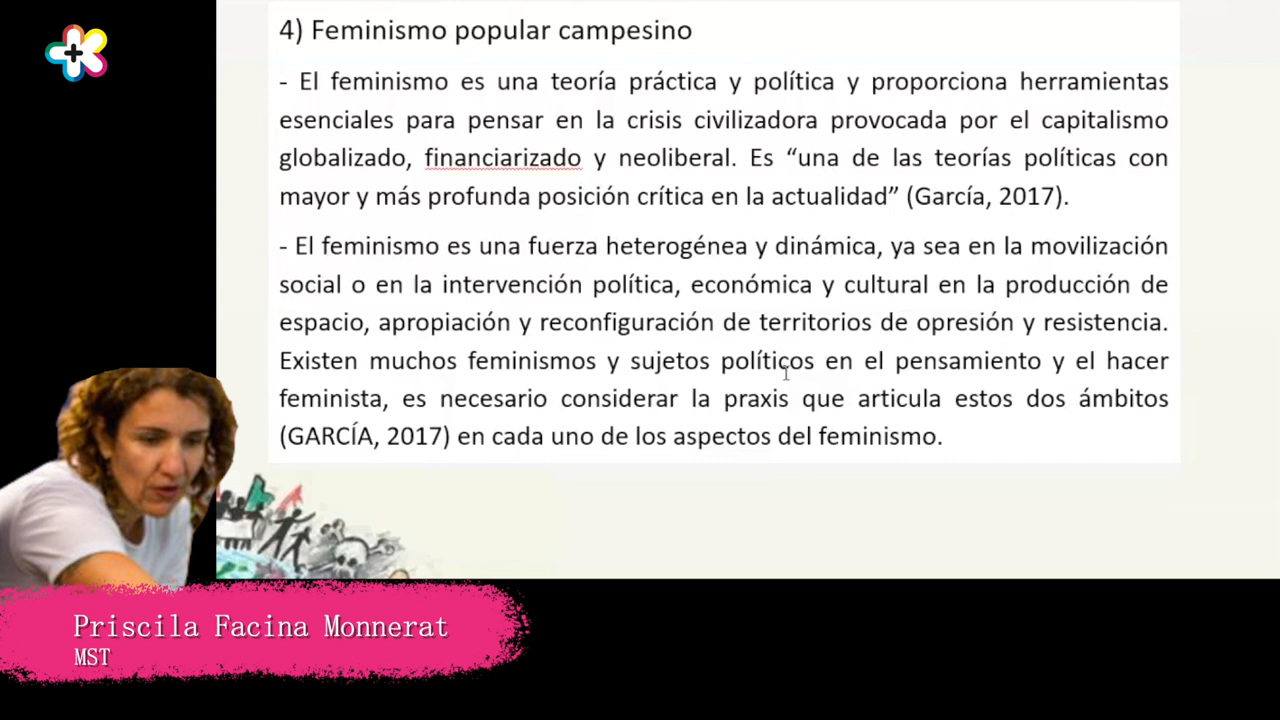 4) Feminismo popular campesino
- El feminismo es una teoría práctica y política y proporciona herramientas
esenciales para pensar en la crisis civilizadora provocada por el capitalismo
globalizado, financiarizado y neoliberal. Es “una de las teorías políticas con
mayor y más profunda posición crítica en la actualidad” (García, 2017).
- El feminismo es una fuerza heterogénea y dinámica, ya sea en la movilización
social o en la intervención política, económica y cultural en la producción de
espacio, apropiación y reconfiguración de territorios de opresión y resistencia.
Existen muchos feminismos y sujetos políticos en el pensamiento y el hacer
feminista, es necesario considerar la praxis que articula estos dos ámbitos
(GARCÍA, 2017) en cada uno de los aspectos del feminismo.
Priscila Facina Monnerat
MST